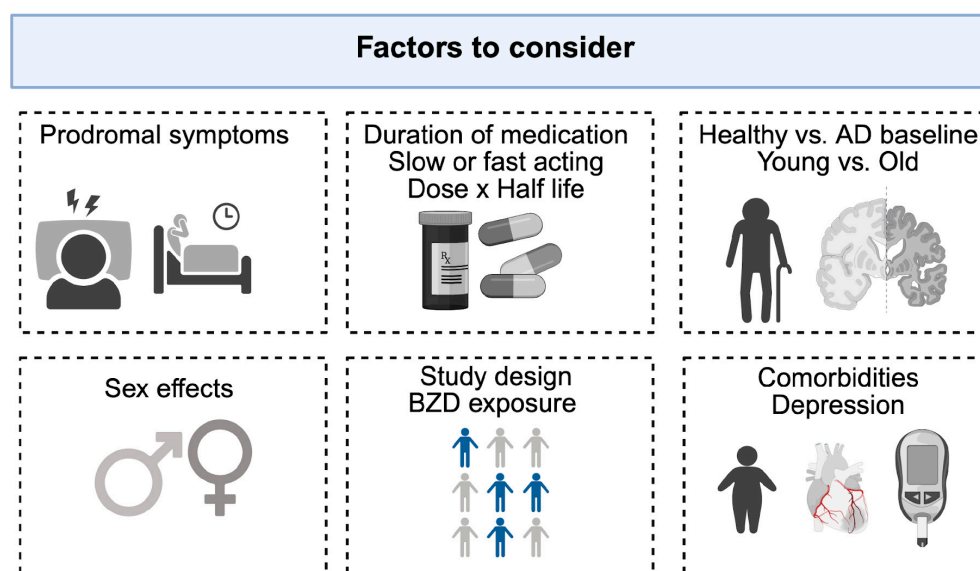 Factors to consider
Prodromal symptoms
Duration of medication
Slow or fast acting
Dose x Half life
Rx
Healthy vs. AD baseline
Young vs. Old
Sex effects
Study design
BZD exposure
Comorbidities
Depression